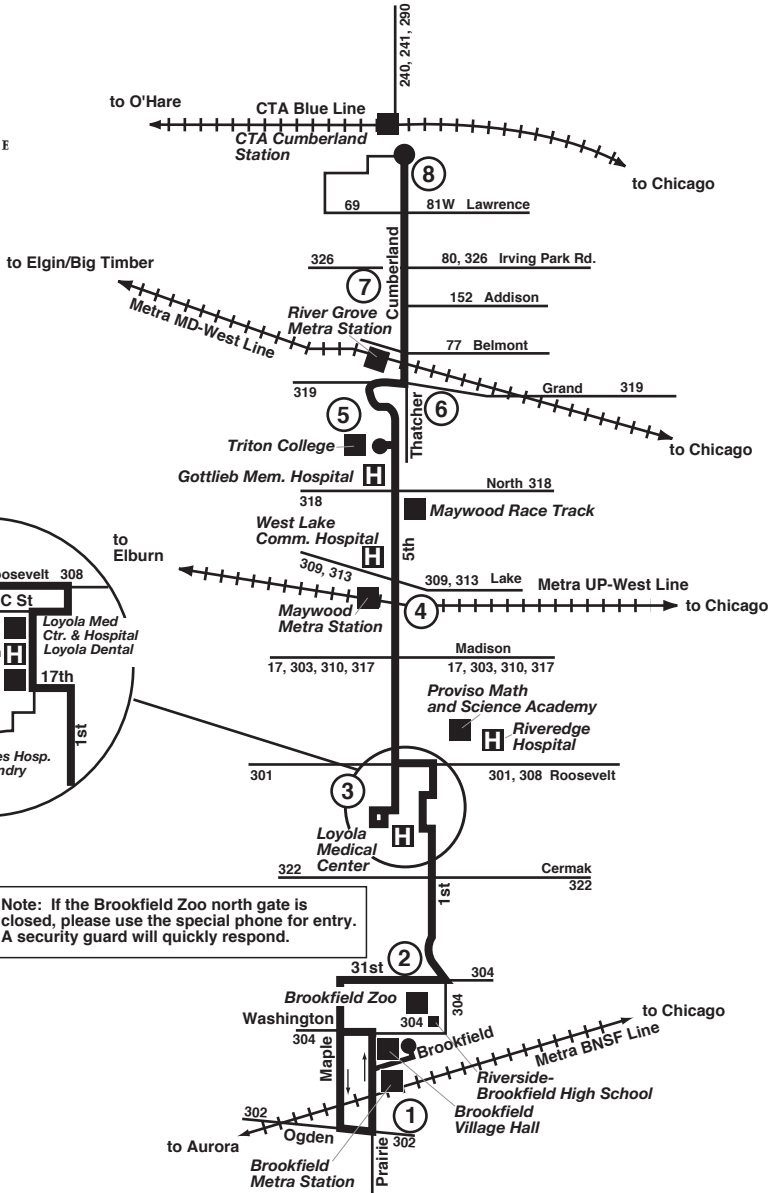 240, 241, 290
to O'Hare
CTA Blue Line
E
CTA Cumberland
Station
to Chicago
8
69
81W Lawrence
to Elgin/Big Timber
326
80, 326 Irving Park Rd.
Cumberland
7
152 Addison
Metra MD-West Line
River Grove
Metra Station
77 Belmont
319
Grand 319
5
6
Thatcher
to Chicago
Triton College
Gottlieb Mem. Hospital
H
North 318
318
Maywood Race Track
West Lake
Comm. Hospital
H
5th
to
Elburn
309, 313
309, 313 Lake
Metra UP-West Line
to Chicago
Maywood
Metra Station
4
Madison
17, 303, 310, 317
17, 303, 310, 317
Proviso Math
and Science Academy
H
Riveredge
Hospital
308
C St
Loyola Med
Ctr. & Hospital
Loyola Dental
H
17th
1st
301
301, 308 Roosevelt
3
Loyola
Medical
Center
H
322
Cermak
322
1st
Note: If the Brookfield Zoo north gate is
closed, please use the special phone for entry.
A security guard will quickly respond.
2
31st
304
Brookfield Zoo
304
304
Washington
304
to Chicago
Maple
Brookfield
Metra BNSF Line
Riverside-
Brookfield High School
1
Brookfield
Village Hall
302
Ogden
302
to Aurora
Brookfield
Metra Station
Prairie